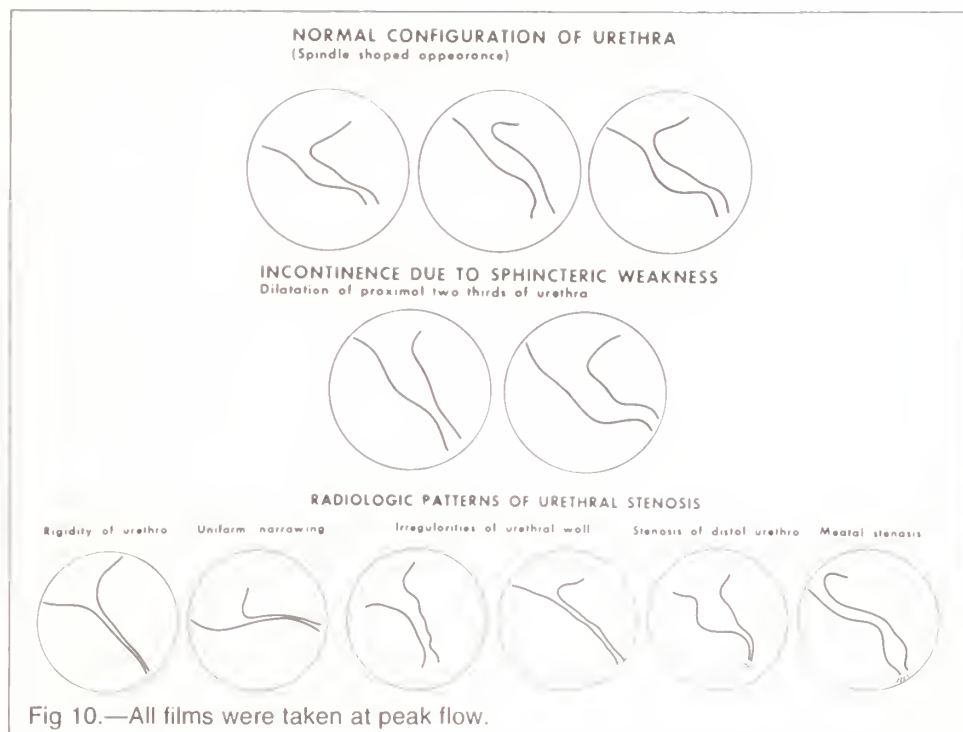 NORMAL CONFIGURATION OF URETHRA
(Spindle shaped appearance)
INCONTINENCE DUE TO SPHINCTERIC WEAKNESS
Dilatation of proximal two thirds of urethra
RADIOLOGIC PATTERNS OF URETHRAL STENOSIS
Rigidity of urethra Uniform narrowing Irregularities of urethral wall Stenosis of distal urethra Meatal stenosis
Fig 10.—All films were taken at peak flow.